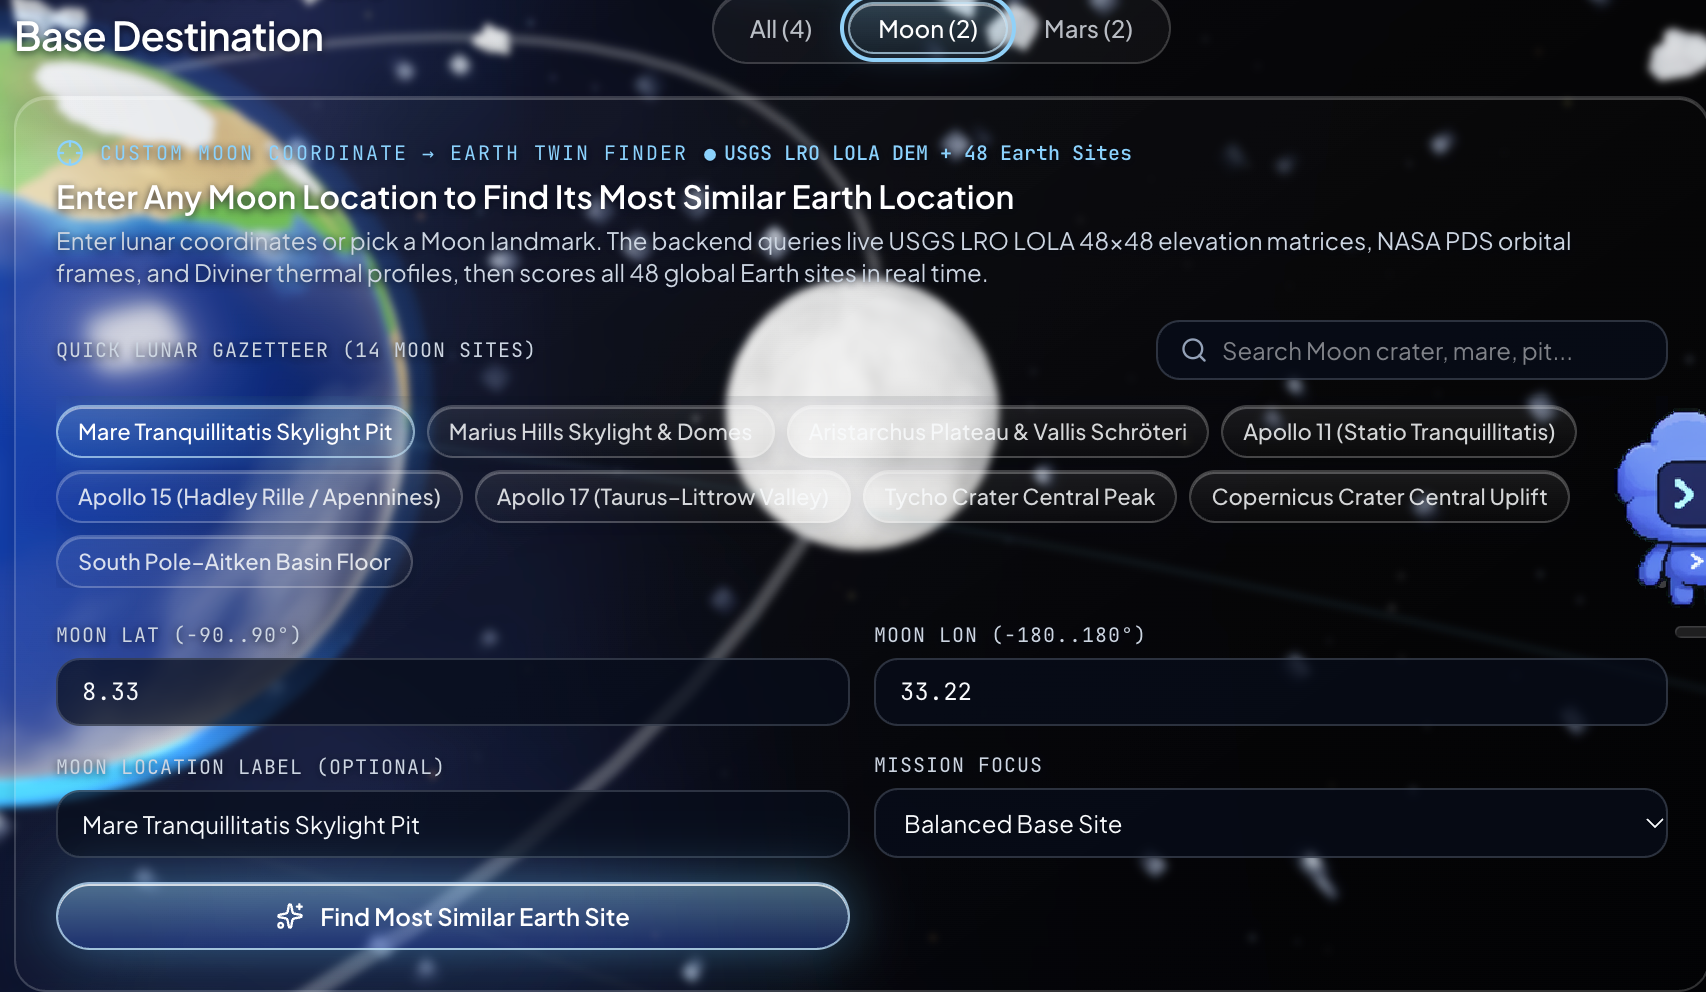 Base Destination
All (4)
Moon (2)
Mars (2)
CUSTOM MOON COORDINATE → EARTH TWIN FINDER ● USGS LRO LOLA DEM + 48 Earth Sites
Enter Any Moon Location to Find Its Most Similar Earth Location
Enter lunar coordinates or pick a Moon landmark. The backend queries live USGS LRO LOLA 48×48 elevation matrices, NASA PDS orbital
frames, and Diviner thermal profiles, then scores all 48 global Earth sites in real time.
QUICK LUNAR GAZETTEER (14 MOON SITES)
Search Moon crater, mare, pit...
Mare Tranquillitatis Skylight Pit
Marius Hills Skylight & Domes
Aristarchus Plateau & Vallis Schröteri
Apollo 11 (Statio Tranquillitatis)
Apollo 15 (Hadley Rille / Apennines)
Apollo 17 (Taurus–Littrow Valley)
Tycho Crater Central Peak
Copernicus Crater Central Uplift
South Pole–Aitken Basin Floor
MOON LAT (-90..90°)
MOON LON (-180..180°)
8.33
33.22
MOON LOCATION LABEL (OPTIONAL)
MISSION FOCUS
Mare Tranquillitatis Skylight Pit
Balanced Base Site
Find Most Similar Earth Site